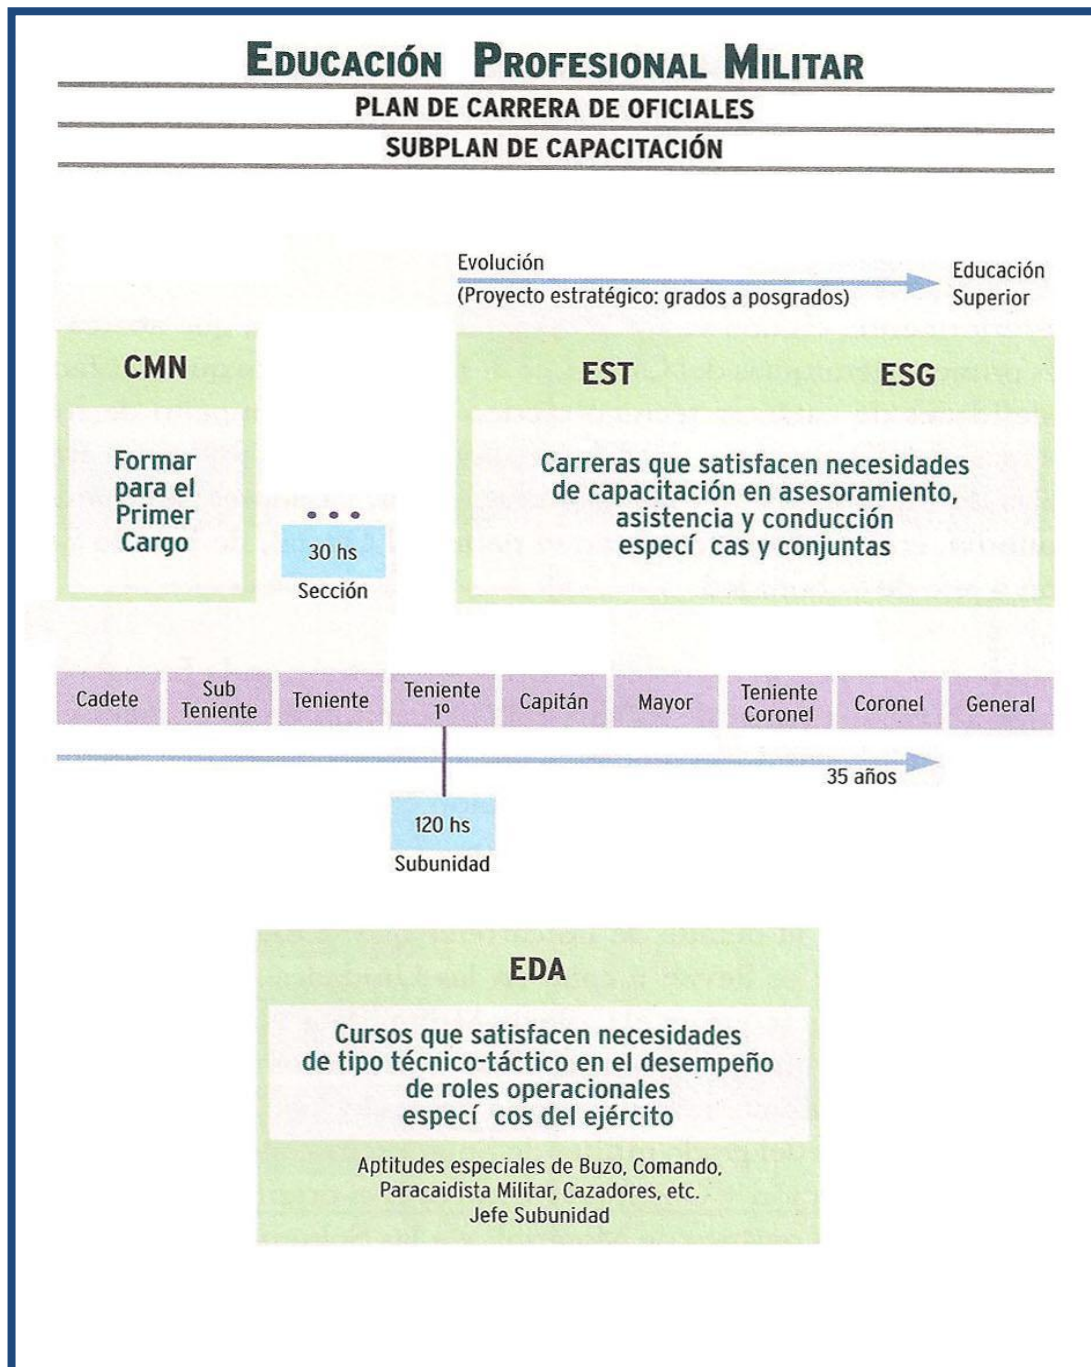 EDUCACIÓN PROFESIONAL MILITAR
PLAN DE CARRERA DE OFICIALES
SUBPLAN DE CAPACITACIÓN
Evolución
(Proyecto estratégico: grados a posgrados)
Educación
Superior
CMN
Formar
para el
Primer
Cargo
• • •
30 hs
Sección
EST ESG
Carreras que satisfacen necesidades
de capacitación en asesoramiento,
asistencia y conducción
especí cas y conjuntas
Cadete
Sub
Teniente
Teniente
Teniente
1º
Capitán
Mayor
Teniente
Coronel
Coronel
General
35 años
120 hs
Subunidad
EDA
Cursos que satisfacen necesidades
de tipo técnico-táctico en el desempeño
de roles operacionales
especí cos del ejército
Aptitudes especiales de Buzo, Comando,
Paracaidista Militar, Cazadores, etc.
Jefe Subunidad